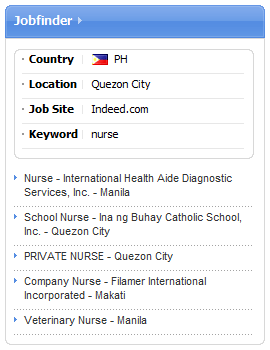 Jobfinder
Country PH
Location Quezon City
Job Site Indeed.com
Keyword nurse
Nurse - International Health Aide Diagnostic
Services, Inc. - Manila
School Nurse - Ina ng Buhay Catholic School,
Inc. - Quezon City
PRIVATE NURSE - Quezon City
Company Nurse - Filamer International
Incorporated - Makati
Veterinary Nurse - Manila